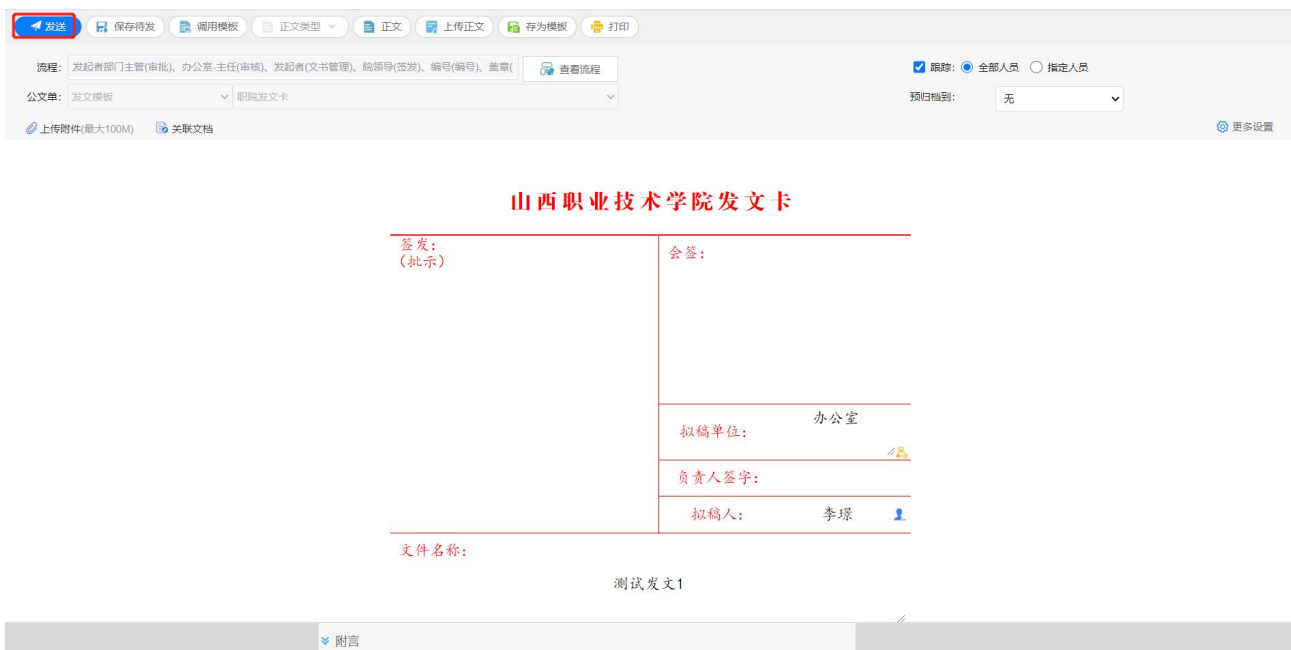 发送 保存待发 调用模板 正文类型 正文 上传正文 存为模板 打印
流程: 发起者部门主管(审批)、办公室-主任(审核)、发起者(文书管理)、院领导(签发)、编号(编号)、盖章( 查看流程 跟踪: 全部人员 指定人员
公文单: 发文模板 职院发文卡 预归档到: 无
上传附件(最大100M) 关联文档 更多设置
山西职业技术学院发文卡
签发:
(批示)
会签:
拟稿单位: 办公室
负责人签字:
拟稿人: 李璟
文件名称:
测试发文1
附言